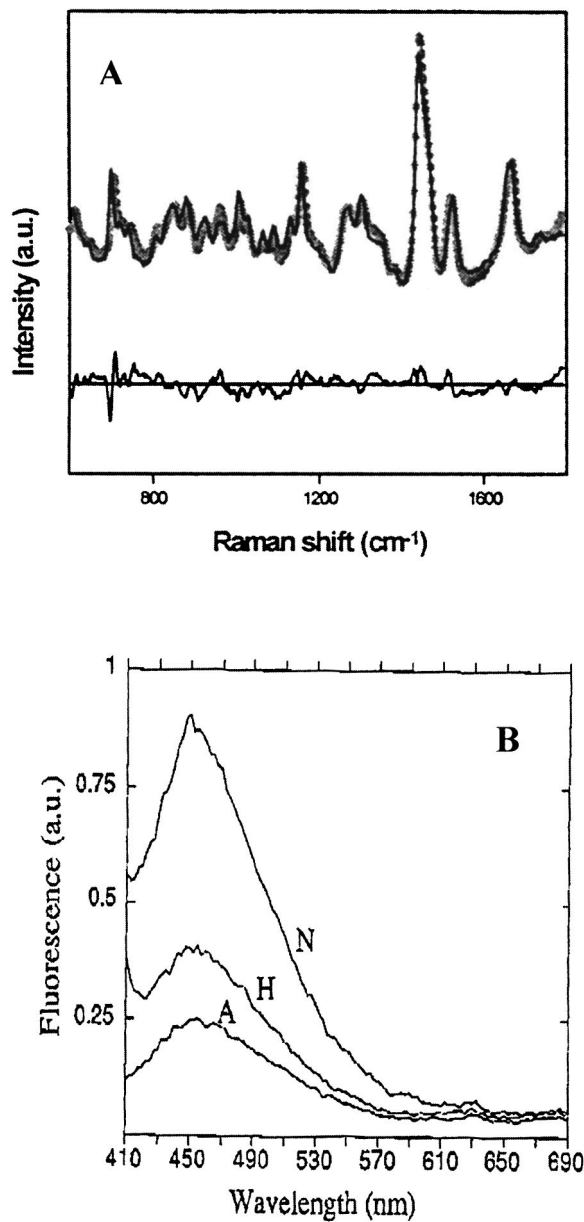 A
Intensity (a.u.)
800 1200 1600
Raman shift (cm-1)
B
1
0.75
0.5
0.25
Fluorescence (a.u.)
N
H
A
410 450 490 530 570 610 650 690
Wavelength (nm)